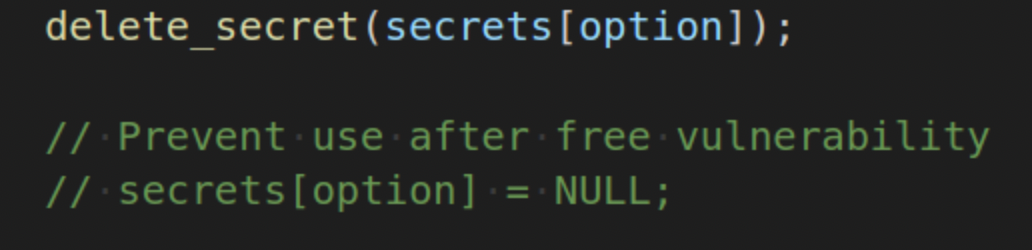 delete_secret(secrets[option]);
// Prevent use after free vulnerability
// secrets[option] = NULL;